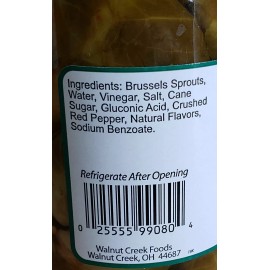 Ingredients: Brussels Sprouts,
Water, Vinegar, Salt, Cane
Sugar, Gluconic Acid, Crushed
Red Pepper, Natural Flavors,
Sodium Benzoate.
Refrigerate After Opening
0 25555 99080 4
Walnut Creek Foods
Walnut Creek, OH 44687